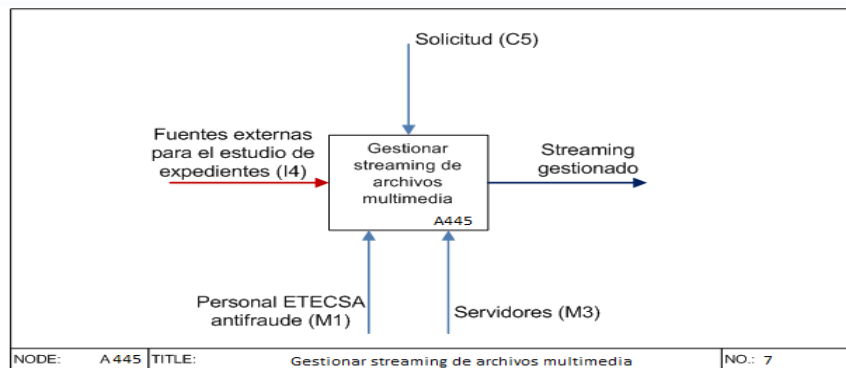 Solicitud (C5)
Fuentes externas
para el estudio de
expedientes (I4)
Gestionar
streaming de
archivos
multimedia
A445
Streaming
gestionado
Personal ETECSA
antifraude (M1)
Servidores (M3)
NODE: A445 TITLE: Gestionar streaming de archivos multimedia NO.: 7